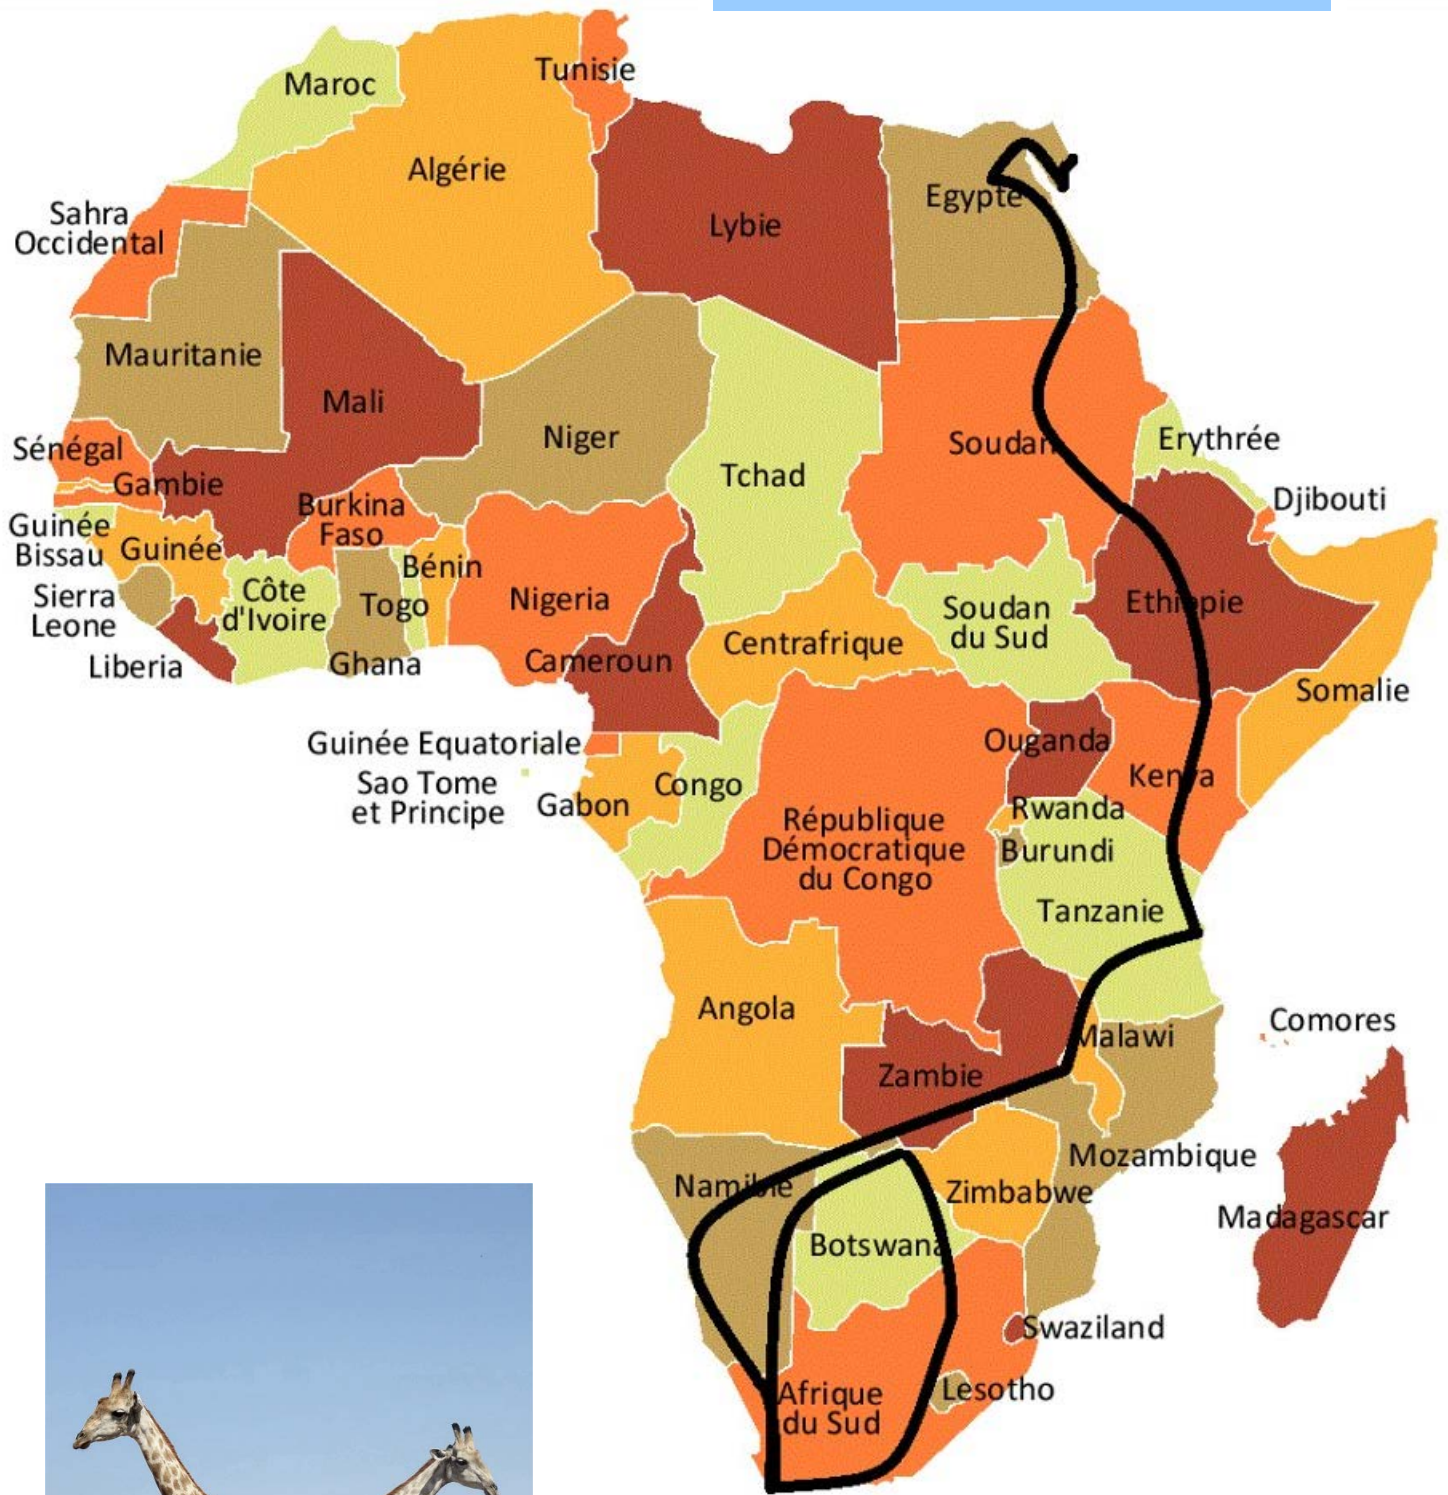 Maroc
Tunisie
Algérie
Lybie
Egypte
Sahra
Occidental
Mauritanie
Mali
Niger
Tchad
Soudan
Erythrée
Djibouti
Sénégal
Gambie
Burkina
Faso
Guinée
Bissau
Guinée
Bénin
Côte
d'Ivoire
Togo
Nigeria
Sierra
Leone
Liberia
Ghana
Cameroun
Centrafrique
Soudan
du Sud
Ethiopie
Somalie
Guinée Equatoriale
Sao Tome
et Principe
Gabon
Congo
Ouganda
Kenya
Rwanda
Burundi
République
Démocratique
du Congo
Tanzanie
Angola
Zambie
Malawi
Comores
Mozambique
Namibie
Zimbabwe
Madagascar
Botswana
Swaziland
Lesotho
Afrique
du Sud